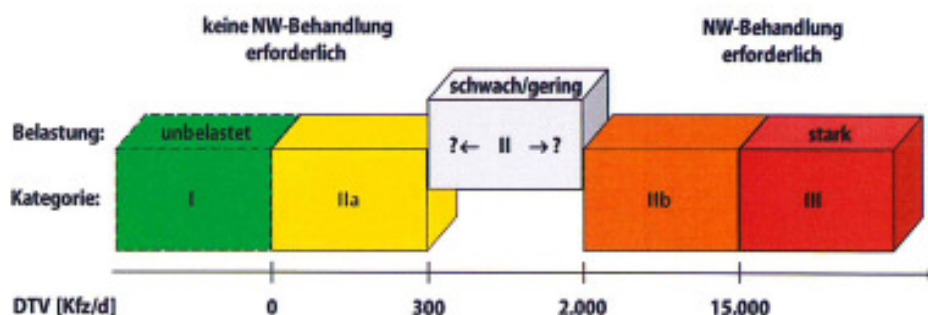 keine NW-Behandlung
erforderlich
NW-Behandlung
erforderlich
schwach/gering
Belastung:
unbelastet
stark
?← II →?
Kategorie:
I
IIa
IIb
III
DTV [Kfz/d]
0
300
2.000
15.000